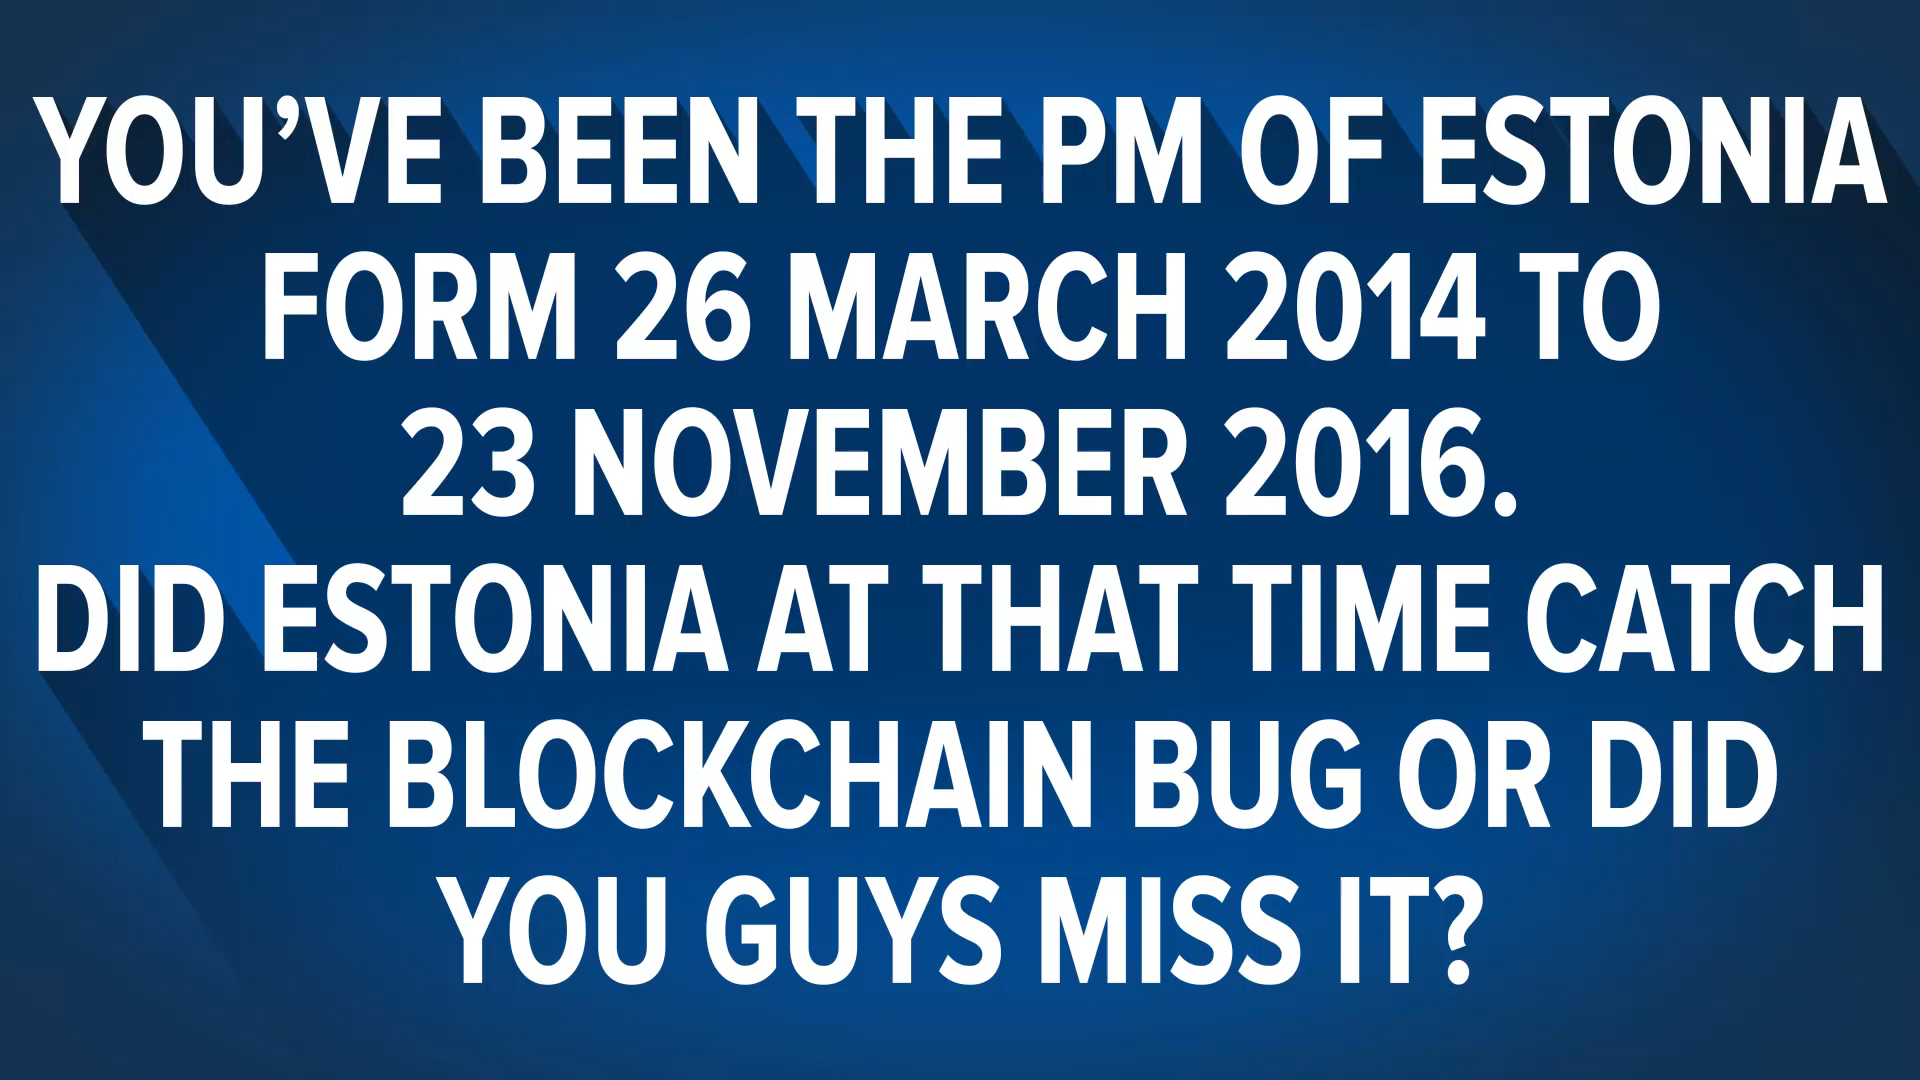 YOU’VE BEEN THE PM OF ESTONIA
FORM 26 MARCH 2014 TO
23 NOVEMBER 2016.
DID ESTONIA AT THAT TIME CATCH
THE BLOCKCHAIN BUG OR DID
YOU GUYS MISS IT?